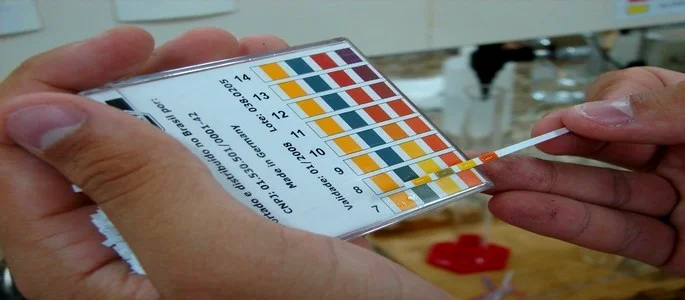 ortado e distribuido no Brasil por:
CNPJ: 01.530.501/0001-42
Made in Germany
Validade: 01/2008 Lote: 038.0205
7 8 9 10 11 12 13 14